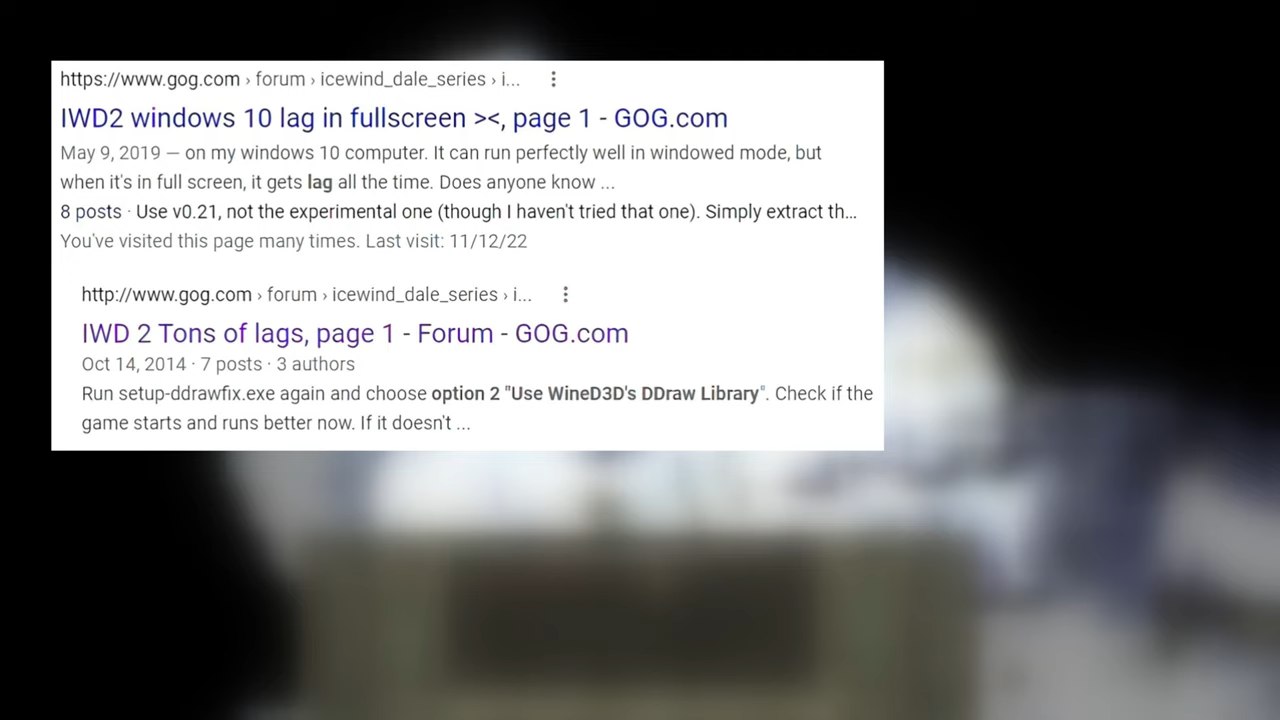 https://www.gog.com › forum › icewind_dale_series › i...
IWD2 windows 10 lag in fullscreen ><, page 1 - GOG.com
May 9, 2019 — on my windows 10 computer. It can run perfectly well in windowed mode, but
when it's in full screen, it gets lag all the time. Does anyone know ...
8 posts · Use v0.21, not the experimental one (though I haven't tried that one). Simply extract th...
You've visited this page many times. Last visit: 11/12/22
http://www.gog.com › forum › icewind_dale_series › i...
IWD 2 Tons of lags, page 1 - Forum - GOG.com
Oct 14, 2014 · 7 posts · 3 authors
Run setup-ddrawfix.exe again and choose option 2 "Use WineD3D's DDraw Library". Check if the
game starts and runs better now. If it doesn't ...